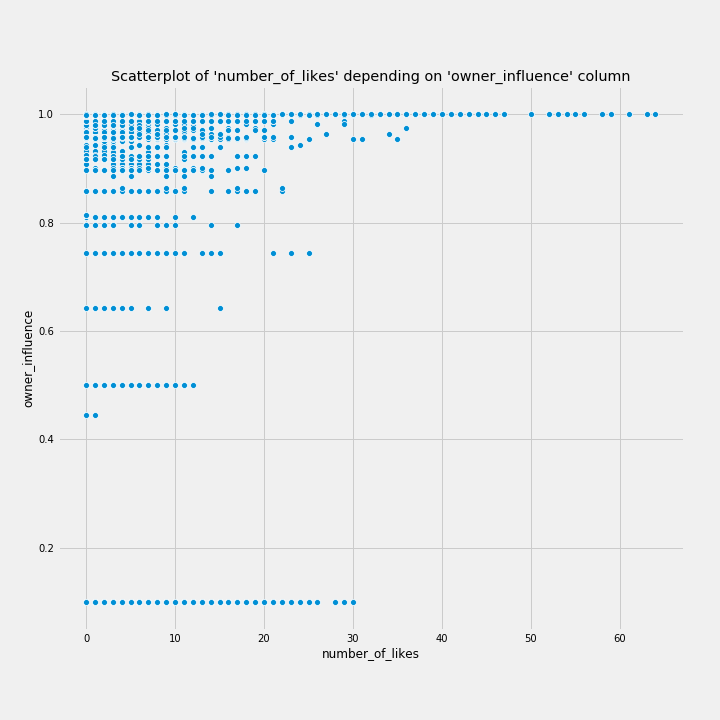 Scatterplot of 'number_of_likes' depending on 'owner_influence' column
1.0
0.8
0.6
0.4
0.2
owner_influence
0 10 20 30 40 50 60
number_of_likes